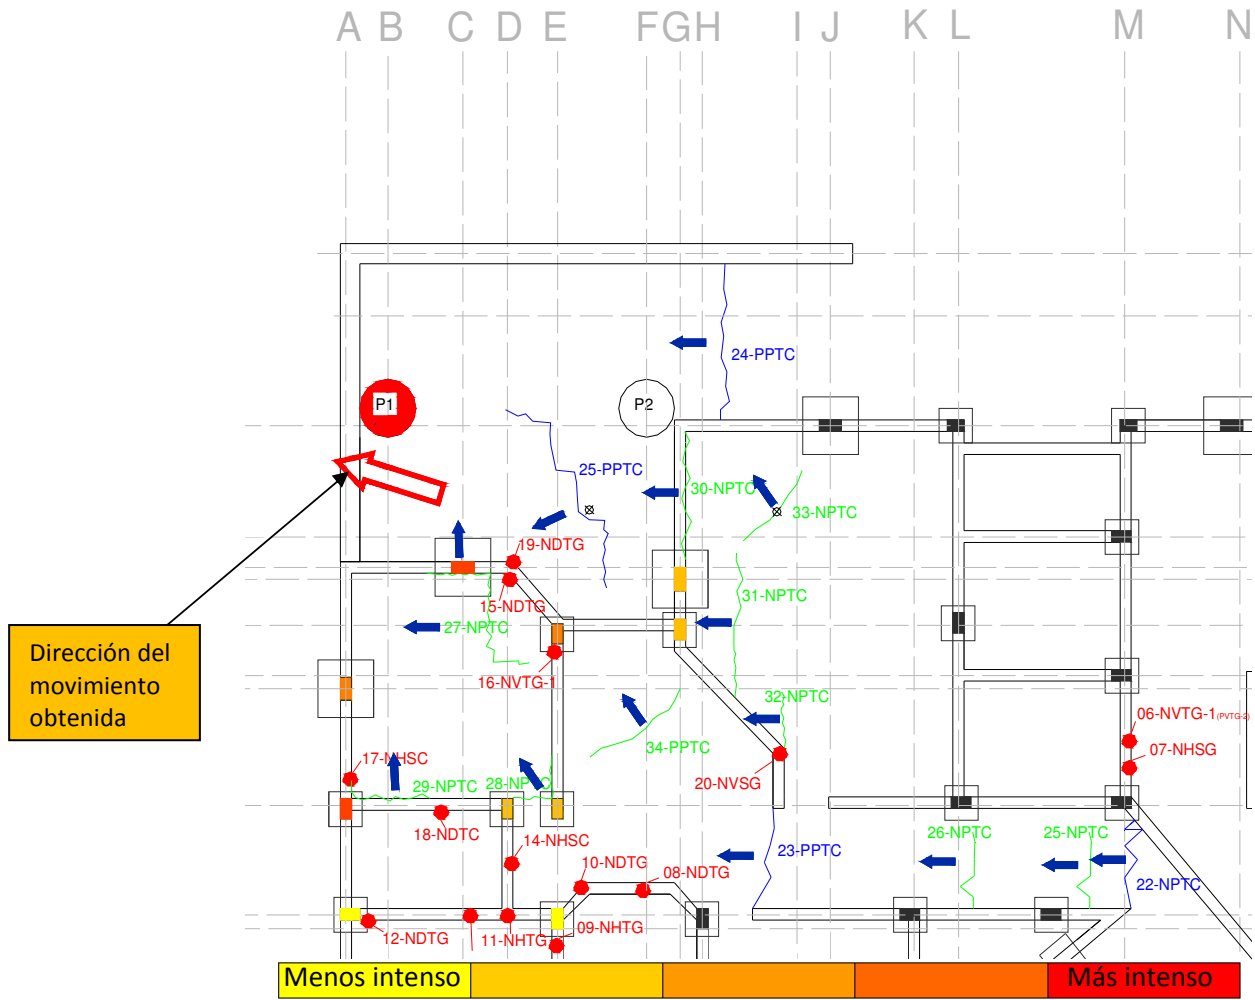 A B C D E F G H I J K L M N
24-PPTC
P1
P2
25-PPTC
30-NPTC
33-NPTC
19-NDTG
15-NDTG
31-NPTC
27-NPTC
Dirección del
movimiento
obtenida
16-NVTG-1
32-NPTC
06-NVTG-1(PVTG-2)
34-PPTC
17-NHSC
07-NHSG
20-NVSG
29-NPTC
28-NPTC
18-NDTC
26-NPTC
25-NPTC
14-NHSC
23-PPTC
10-NDTG
08-NDTG
22-NPTC
12-NDTG
11-NHTG
09-NHTG
Menos intenso
Más intenso